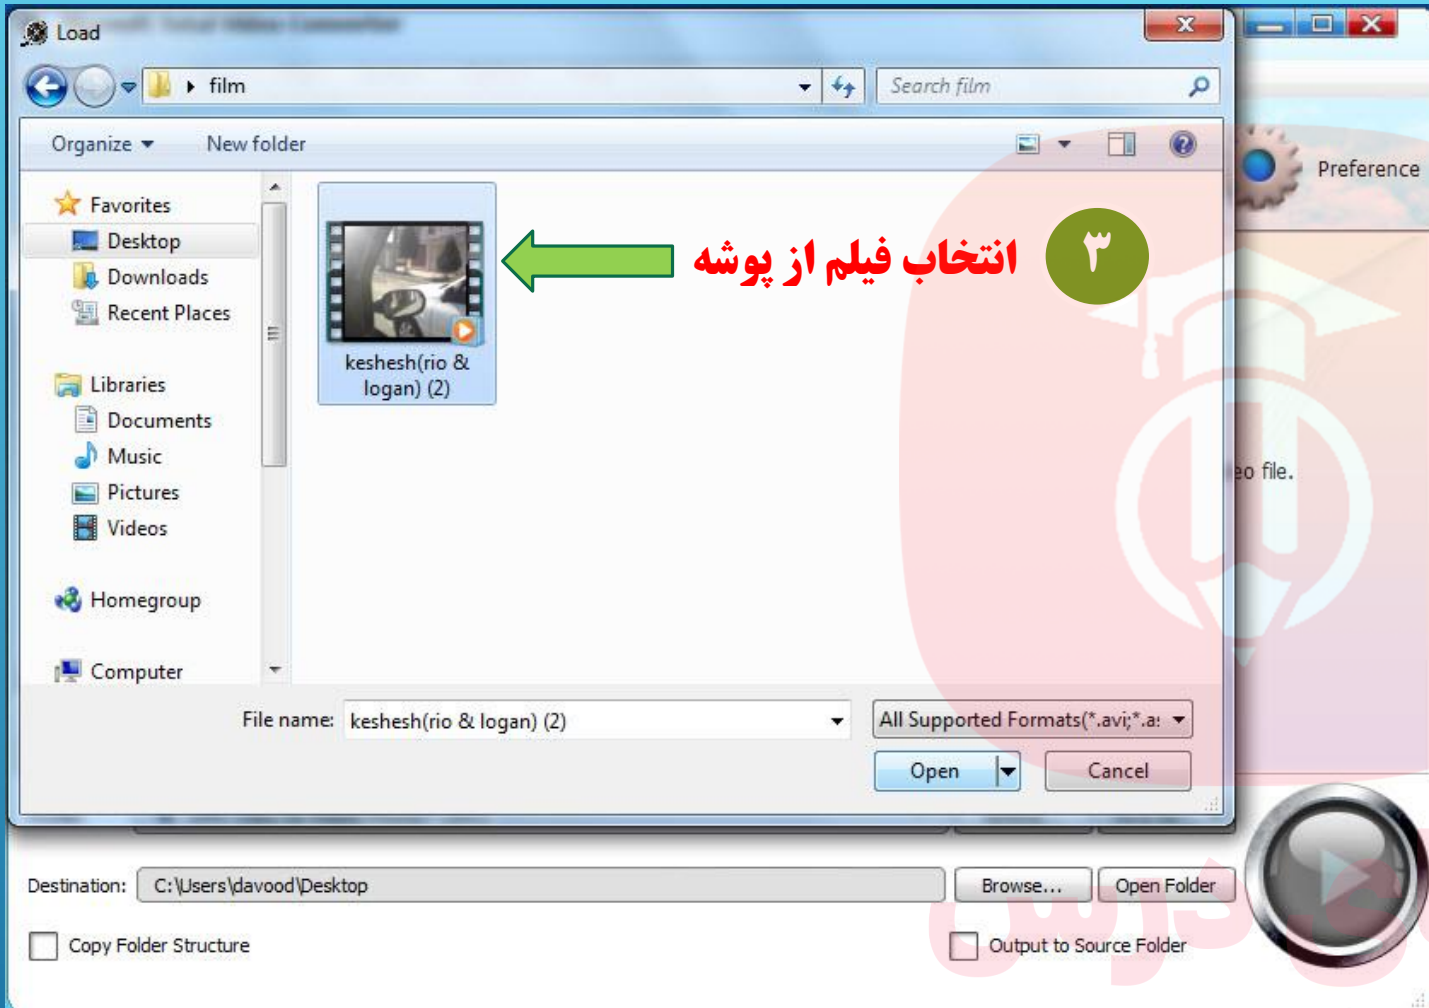 Load
film
Search film
Organize
New folder
Preference
Favorites
Desktop
Downloads
Recent Places
Libraries
Documents
Music
Pictures
Videos
Homegroup
Computer
keshesh(rio &
logan) (2)
۳ انتخاب فیلم از پوشه
eo file.
File name: keshesh(rio & logan) (2)
All Supported Formats(*.avi;*.a
Open
Cancel
Destination: C:\Users\davood\Desktop
Browse...
Open Folder
Copy Folder Structure
Output to Source Folder
درس